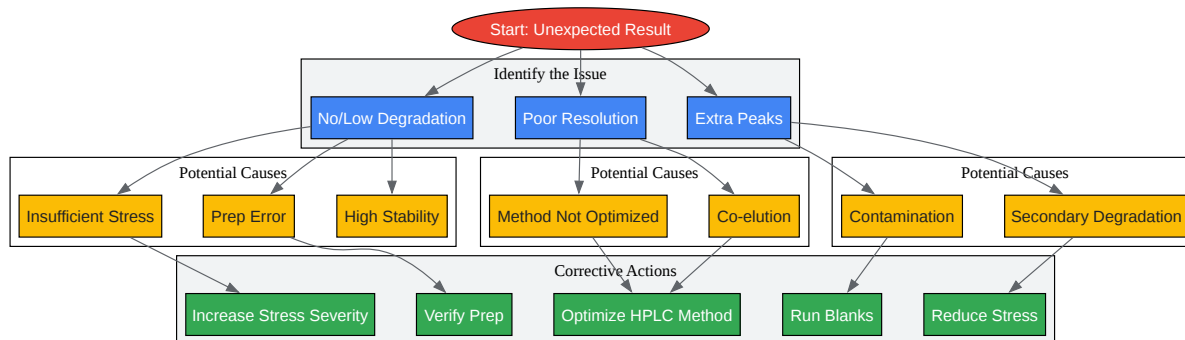 Start: Unexpected Result
Identify the Issue
No/Low Degradation
Poor Resolution
Extra Peaks
Potential Causes
Potential Causes
Potential Causes
Insufficient Stress
Prep Error
High Stability
Method Not Optimized
Co-elution
Contamination
Secondary Degradation
Corrective Actions
Increase Stress Severity
Verify Prep
Optimize HPLC Method
Run Blanks
Reduce Stress